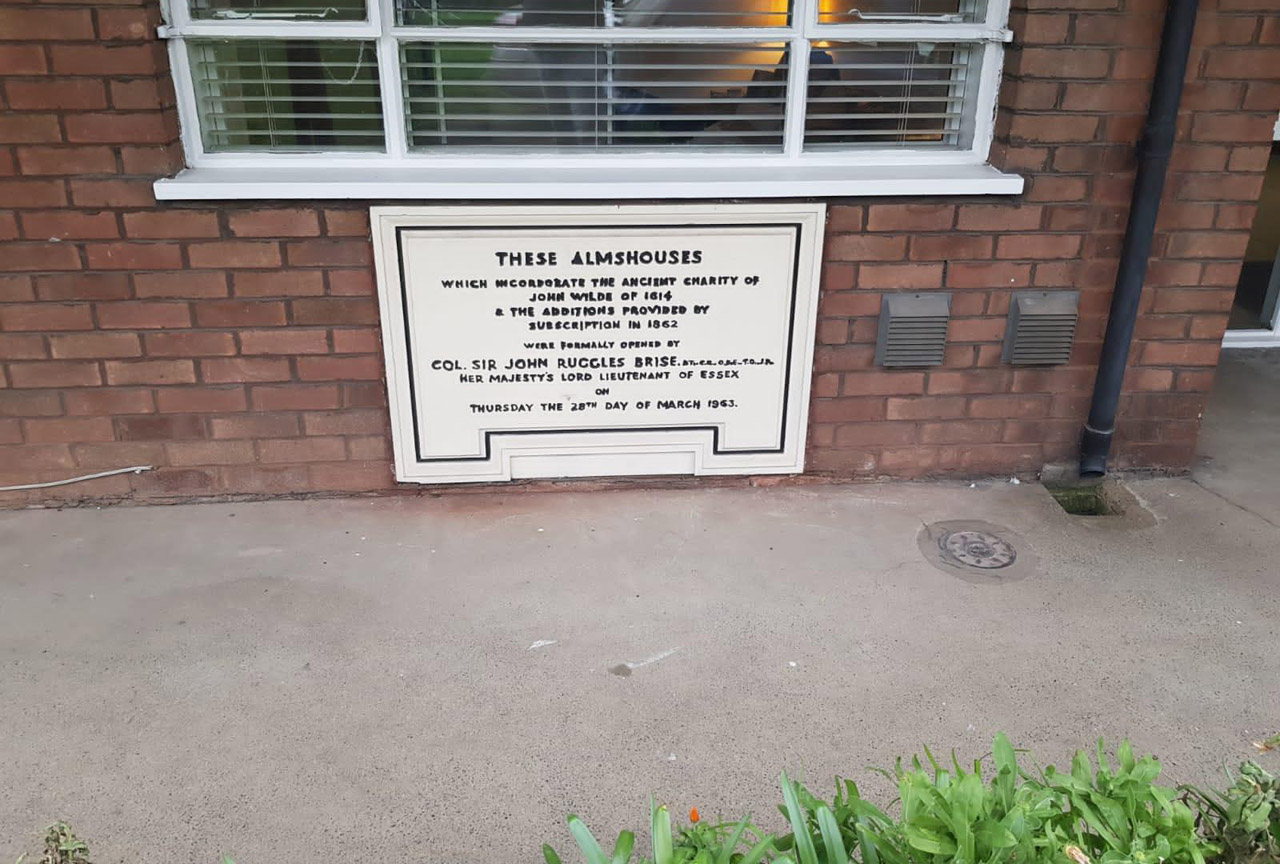 THESE ALMSHOUSES
WHICH INCORPORATE THE ANCIENT CHARITY OF
JOHN WILDE OF 1614
& THE ADDITIONS PROVIDED BY
SUBSCRIPTION IN 1862
WERE FORMALLY OPENED BY
COL. SIR JOHN RUGGLES BRISE. BT., C.B., O.B.E., T.D., J.P.
HER MAJESTY'S LORD LIEUTENANT OF ESSEX
ON
THURSDAY THE 28TH DAY OF MARCH 1963.